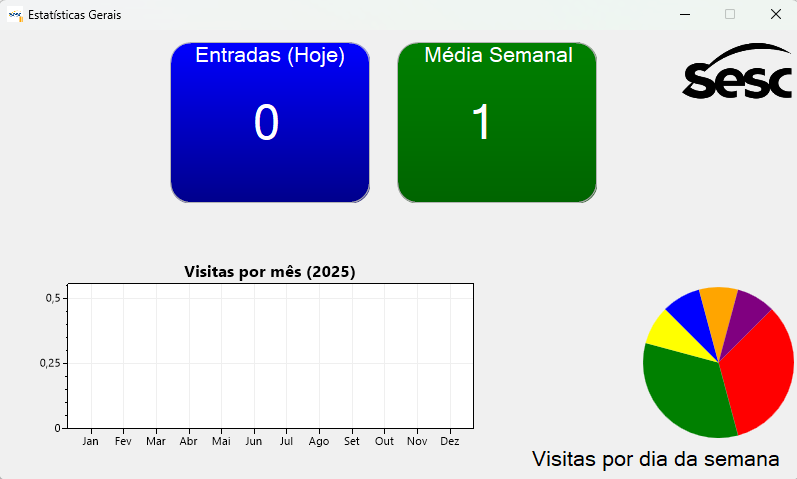 Estatísticas Gerais
Entradas (Hoje)
0
Média Semanal
1
Sesc
Visitas por mês (2025)
0,5
0,25
0
Jan Fev Mar Abr Mai Jun Jul Ago Set Out Nov Dez
Visitas por dia da semana